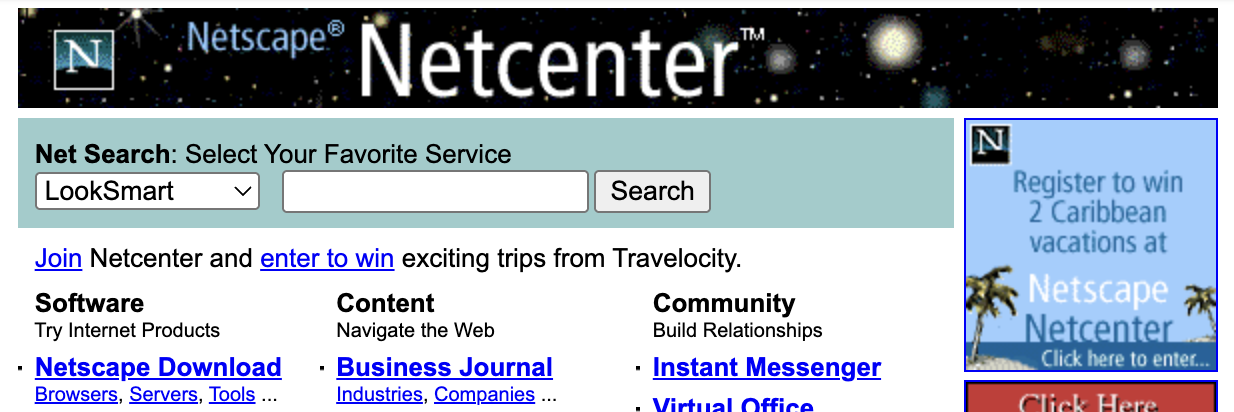 N Netscape® Netcenter™
Net Search: Select Your Favorite Service
LookSmart Search
Join Netcenter and enter to win exciting trips from Travelocity.
Software
Try Internet Products
Netscape Download
Browsers, Servers, Tools ...
Content
Navigate the Web
Business Journal
Industries, Companies ...
Community
Build Relationships
Instant Messenger
Virtual Office
N
Register to win
2 Caribbean
vacations at
Netscape
Netcenter
Click here to enter...
Click Here